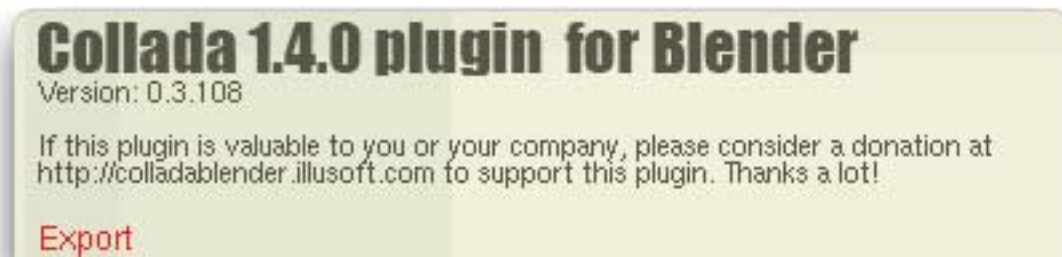 Collada 1.4.0 plugin for Blender
Version: 0.3.108
If this plugin is valuable to you or your company, please consider a donation at
http://colladablender.illusoft.com to support this plugin. Thanks a lot!
Export